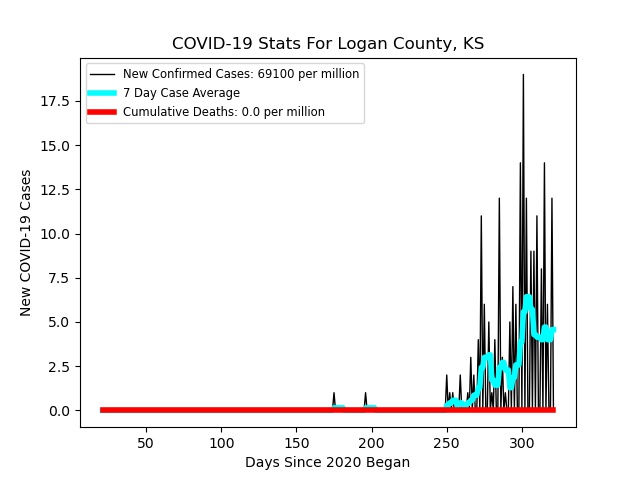 COVID-19 Stats For Logan County, KS
New Confirmed Cases: 69100 per million
7 Day Case Average
Cumulative Deaths: 0.0 per million
17.5
15.0
12.5
10.0
7.5
5.0
2.5
0.0
New COVID-19 Cases
50 100 150 200 250 300
Days Since 2020 Began